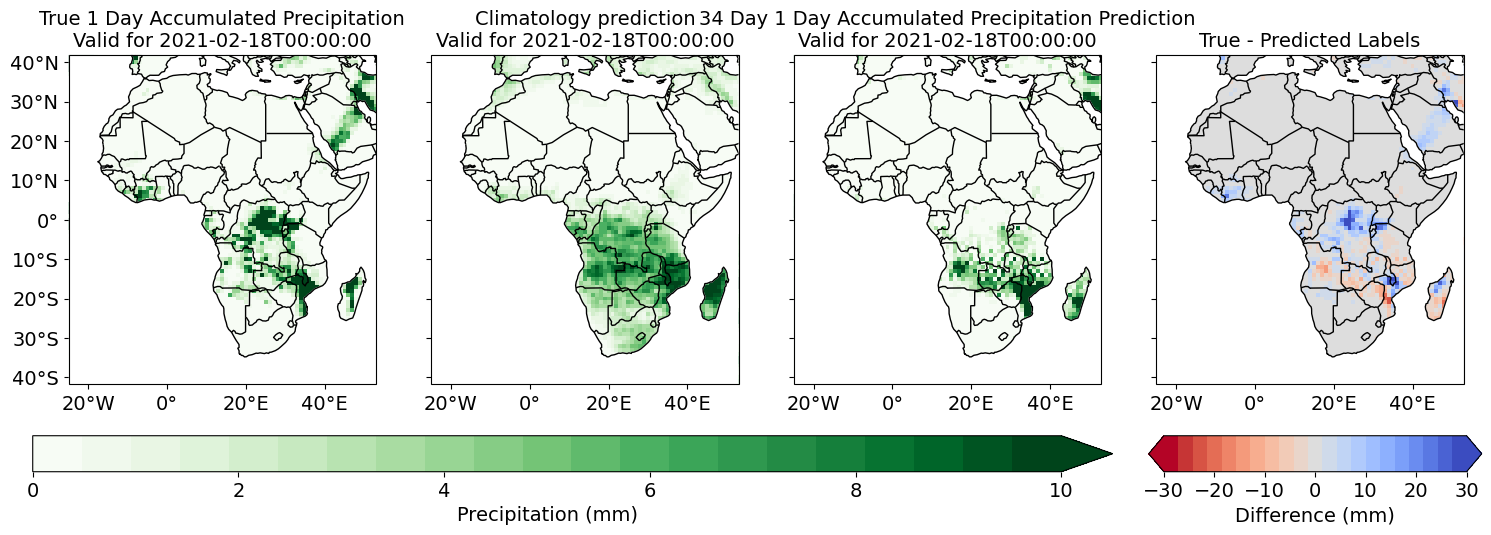 True 1 Day Accumulated Precipitation
Valid for 2021-02-18T00:00:00
Climatology prediction
Valid for 2021-02-18T00:00:00
34 Day 1 Day Accumulated Precipitation Prediction
Valid for 2021-02-18T00:00:00
True - Predicted Labels
40°N
30°N
20°N
10°N
0°
10°S
20°S
30°S
40°S
20°W 0° 20°E 40°E
20°W 0° 20°E 40°E
20°W 0° 20°E 40°E
20°W 0° 20°E 40°E
0 2 4 6 8 10
Precipitation (mm)
−30 −20 −10 0 10 20 30
Difference (mm)